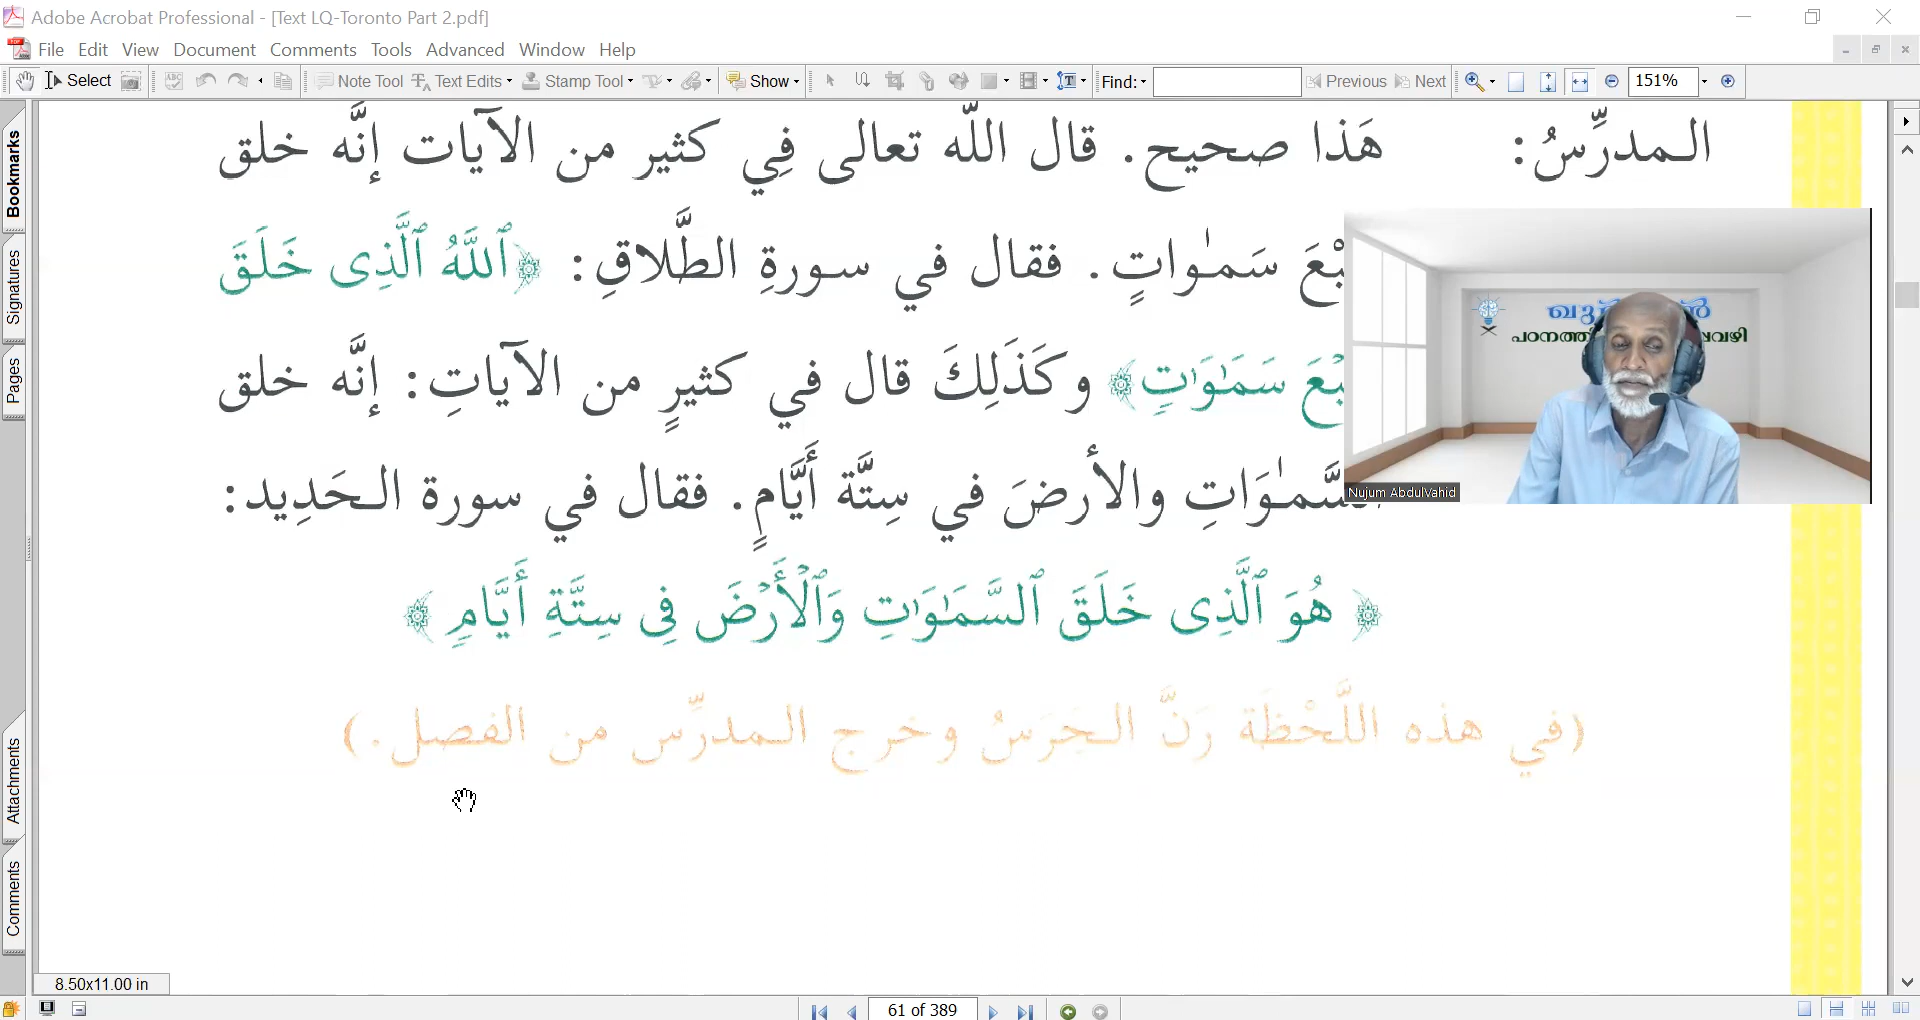 Adobe Acrobat Professional - [Text LQ-Toronto Part 2.pdf]
File Edit View Document Comments Tools Advanced Window Help
Select Note Tool Text Edits Stamp Tool Show Find: Previous Next 151%
Bookmarks
Signatures
Pages
Attachments
Comments
المدرِّسُ: هَذا صحيح. قال اللّه تعالى فِي كثير من الآيات إنَّه خلق
سَمٰواتٍ. فقال في سورةِ الطَّلاقِ: ﴿ٱللَّهُ ٱلَّذِى خَلَقَ
سَمَٰوَٰتٍ﴾ وكَذَلِكَ قال في كثيرٍ من الآياتِ: إنَّه خلق
السَّمٰوَاتِ والأرضَ في سِتَّة أَيَّامٍ. فقال في سورة الحَدِيد:
﴿هُوَ ٱلَّذِى خَلَقَ ٱلسَّمَٰوَٰتِ وَٱلْأَرْضَ فِى سِتَّةِ أَيَّامٍ﴾
(في هذه اللَّحْظَة رَنَّ الجَرَسُ وخرج المدرِّس من الفصل.)
Nujum AbdulVahid
8.50x11.00 in
61 of 389